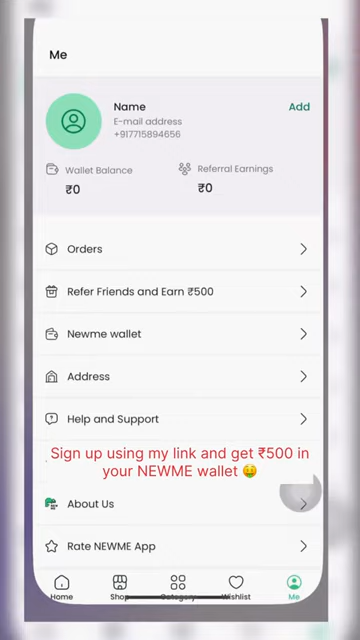 Me
Name
Add
E-mail address
+917715894656
Wallet Balance
Referral Earnings
₹0
₹0
Orders
Refer Friends and Earn ₹500
Newme wallet
Address
Help and Support
Sign up using my link and get ₹500 in
your NEWME wallet 🤑
About Us
Rate NEWME App
Home
Shop
Category
Wishlist
Me